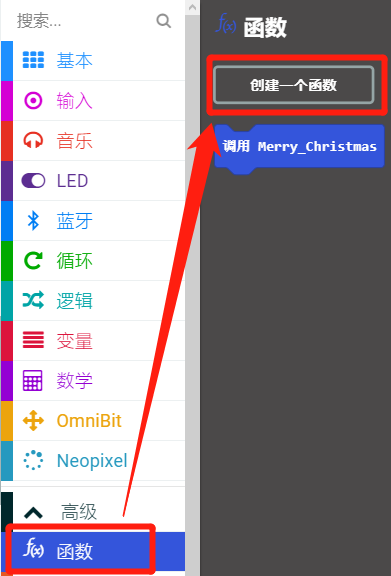 搜索...
基本
输入
音乐
LED
蓝牙
循环
逻辑
变量
数学
OmniBit
Neopixel
高级
f(x) 函数
f(x) 函数
创建一个函数
调用 Merry_Christmas